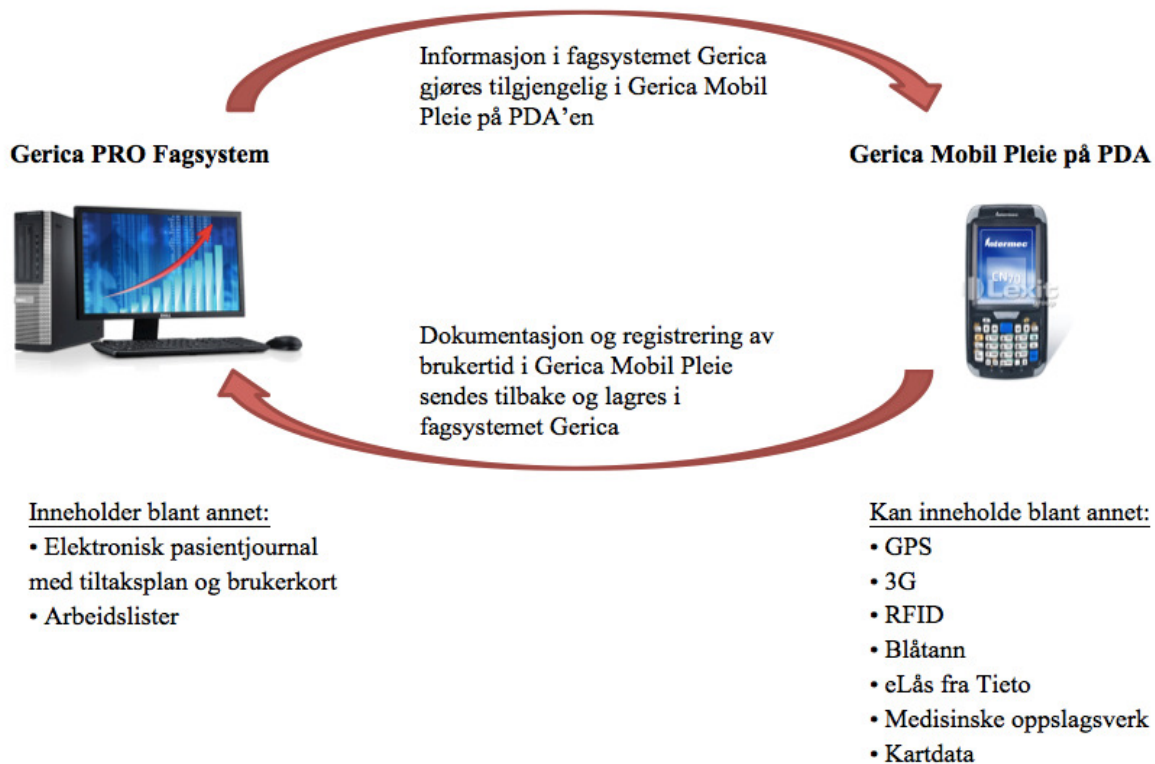 Informasjon i fagsystemet Gerica
gjøres tilgjengelig i Gerica Mobil
Pleie på PDA’en
Gerica PRO Fagsystem
Gerica Mobil Pleie på PDA
Intermec
Intermec
CN70
Lexit
Dokumentasjon og registrering av
brukertid i Gerica Mobil Pleie
sendes tilbake og lagres i
fagsystemet Gerica
Inneholder blant annet:
• Elektronisk pasientjournal
med tiltaksplan og brukerkort
• Arbeidslister
Kan inneholde blant annet:
• GPS
• 3G
• RFID
• Blåtann
• eLås fra Tieto
• Medisinske oppslagsverk
• Kartdata